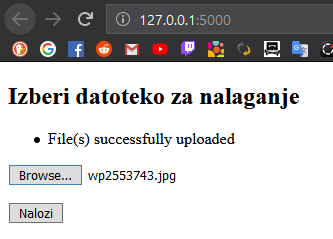 127.0.0.1:5000
Izberi datoteko za nalaganje
File(s) successfully uploaded
Browse... wp2553743.jpg
Nalozi